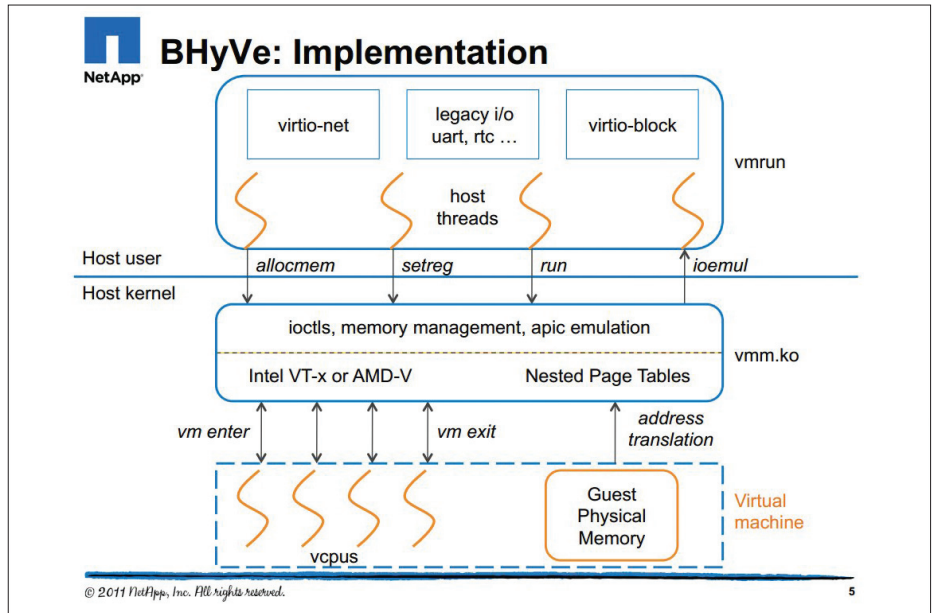 NetApp
BHyVe: Implementation
virtio-net
legacy i/o
uart, rtc …
virtio-block
vmrun
host
threads
Host user
allocmem
setreg
run
ioemul
Host kernel
ioctls, memory management, apic emulation
vmm.ko
Intel VT-x or AMD-V
Nested Page Tables
vm enter
vm exit
address
translation
Guest
Physical
Memory
Virtual
machine
vcpus
© 2011 NetApp, Inc. All rights reserved.
5